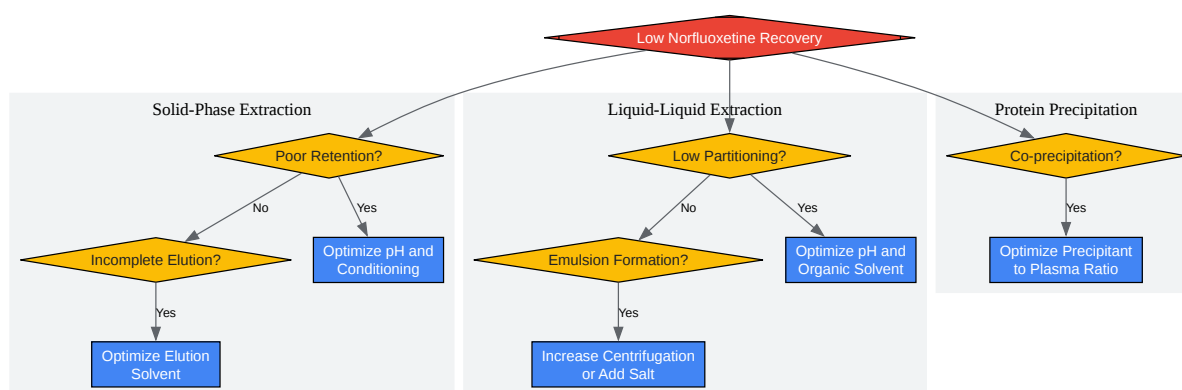 Low Norfluoxetine Recovery
Solid-Phase Extraction
Liquid-Liquid Extraction
Protein Precipitation
Poor Retention?
Low Partitioning?
Co-precipitation?
No
Yes
No
Yes
Yes
Incomplete Elution?
Optimize pH and
Conditioning
Emulsion Formation?
Optimize pH and
Organic Solvent
Optimize Precipitant
to Plasma Ratio
Yes
Yes
Optimize Elution
Solvent
Increase Centrifugation
or Add Salt